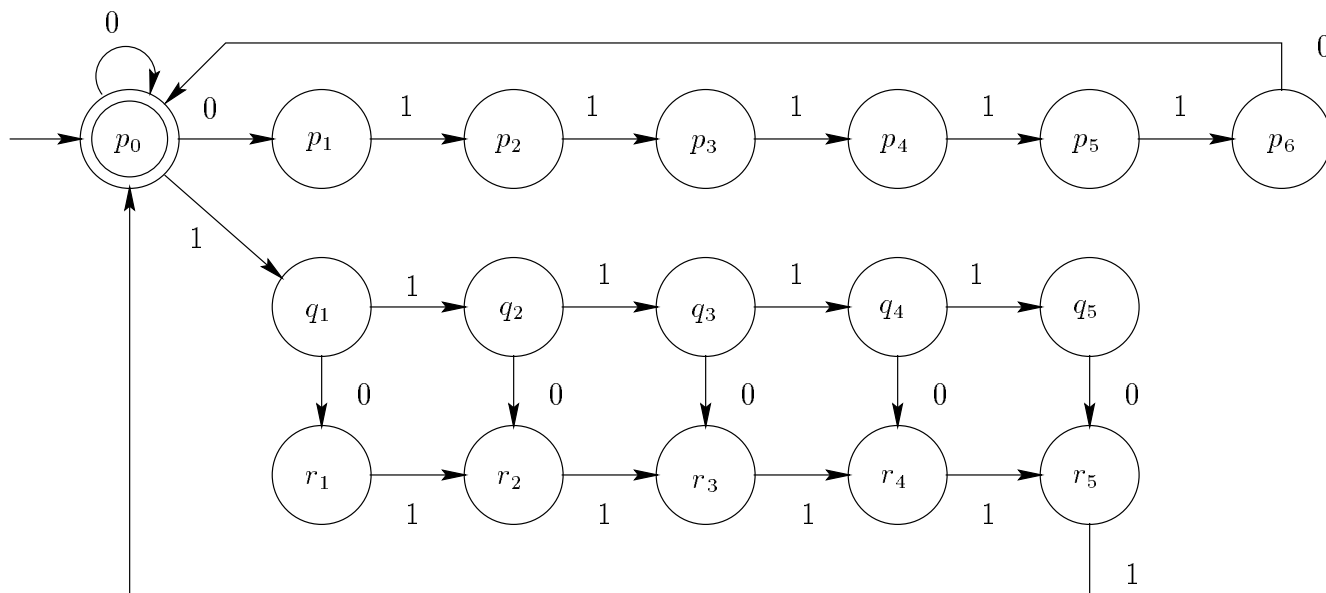 0
0
0 1 1 1 1 1
p₀ p₁ p₂ p₃ p₄ p₅ p₆
1
1 1 1 1
q₁ q₂ q₃ q₄ q₅
0 0 0 0 0
r₁ r₂ r₃ r₄ r₅
1 1 1 1
1